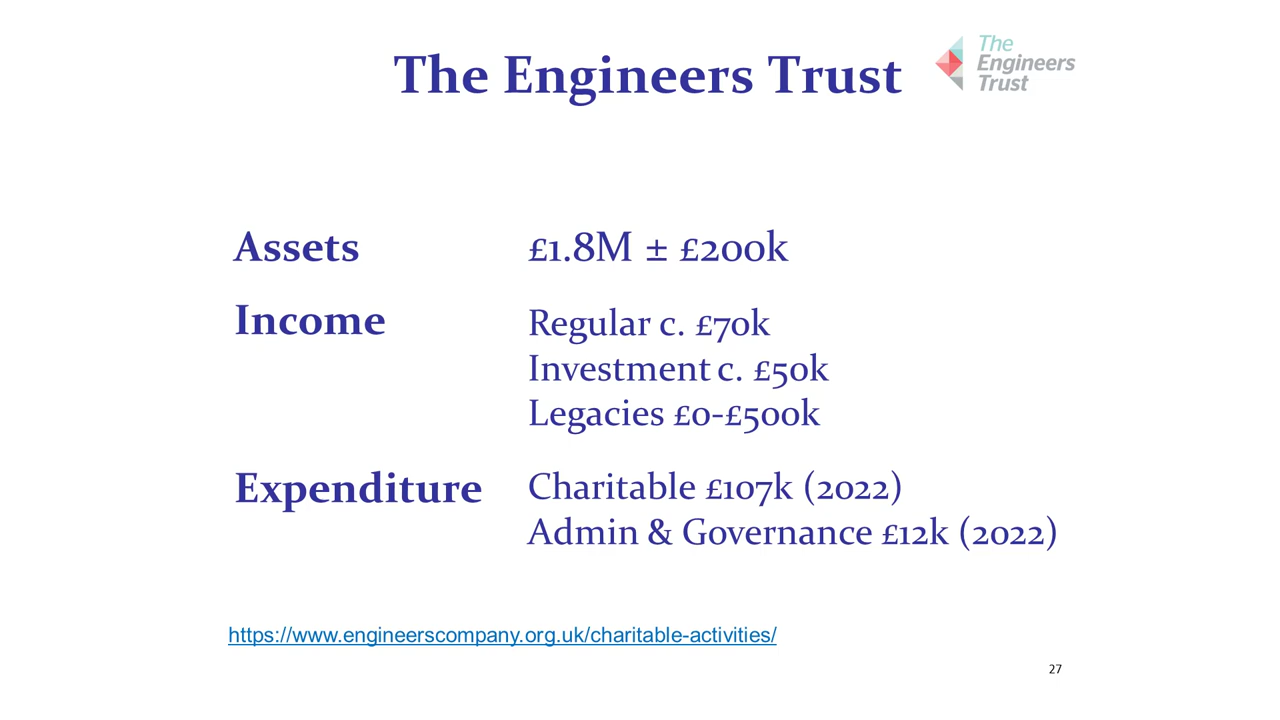 The Engineers Trust
The
Engineers
Trust
Assets £1.8M ± £200k
Income Regular c. £70k
Investment c. £50k
Legacies £0-£500k
Expenditure Charitable £107k (2022)
Admin & Governance £12k (2022)
https://www.engineerscompany.org.uk/charitable-activities/
27